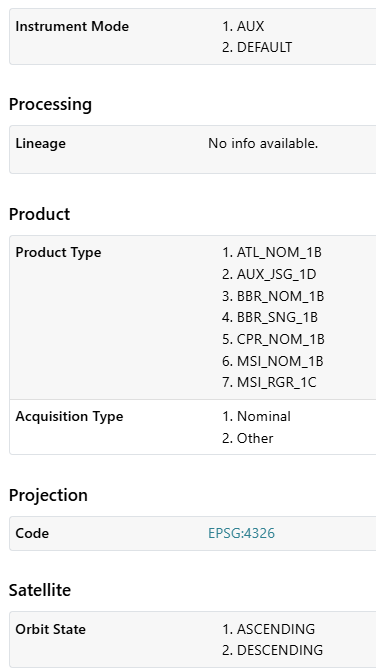 Instrument Mode
1. AUX
2. DEFAULT
Processing
Lineage
No info available.
Product
Product Type
1. ATL_NOM_1B
2. AUX_JSG_1D
3. BBR_NOM_1B
4. BBR_SNG_1B
5. CPR_NOM_1B
6. MSI_NOM_1B
7. MSI_RGR_1C
Acquisition Type
1. Nominal
2. Other
Projection
Code
EPSG:4326
Satellite
Orbit State
1. ASCENDING
2. DESCENDING